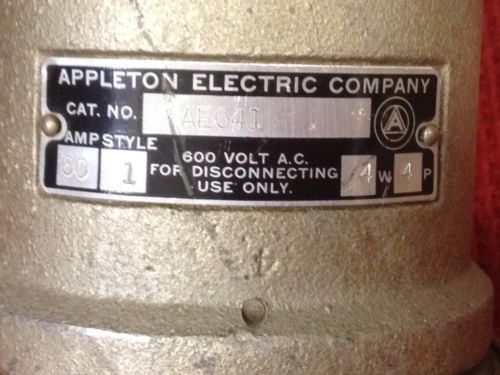 APPLETON ELECTRIC COMPANY
CAT. NO. AE641 A
AMP STYLE
60 1 600 VOLT A.C. 4 W 4 P
FOR DISCONNECTING
USE ONLY.